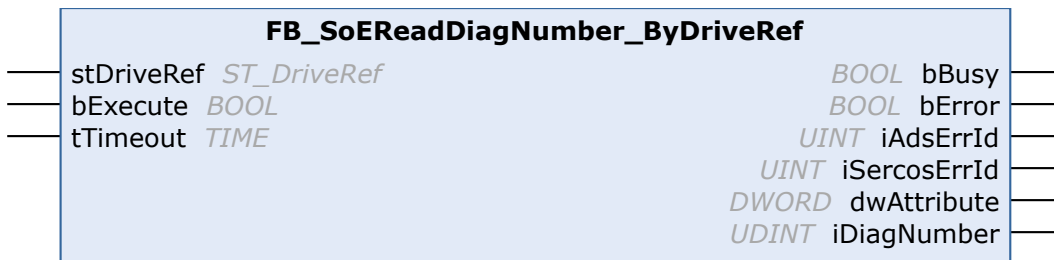 FB_SoEReadDiagNumber_ByDriveRef
stDriveRef ST_DriveRef BOOL bBusy
bExecute BOOL BOOL bError
tTimeout TIME UINT iAdsErrId
UINT iSercosErrId
DWORD dwAttribute
UDINT iDiagNumber